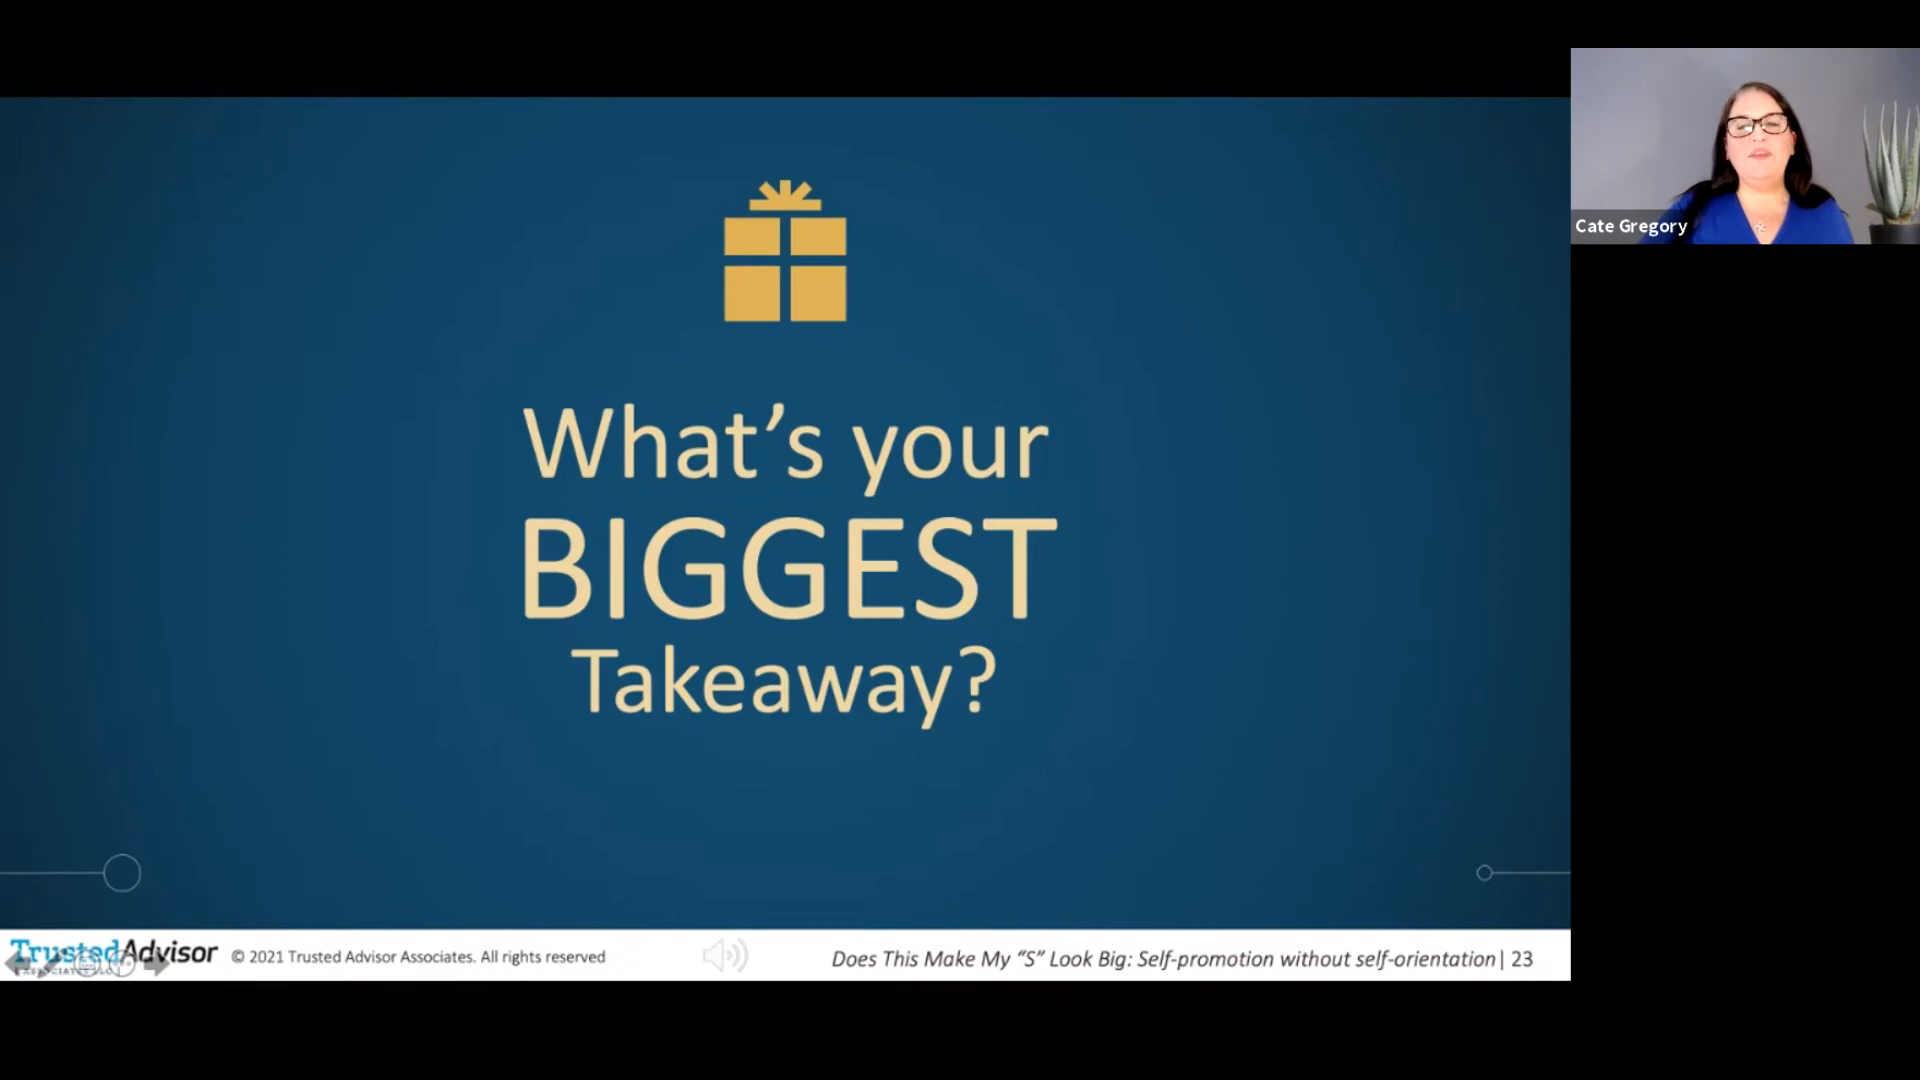 Cate Gregory
What's your
BIGGEST
Takeaway?
TrustedAdvisor
© 2021 Trusted Advisor Associates. All rights reserved
Does This Make My “S” Look Big: Self-promotion without self-orientation | 23